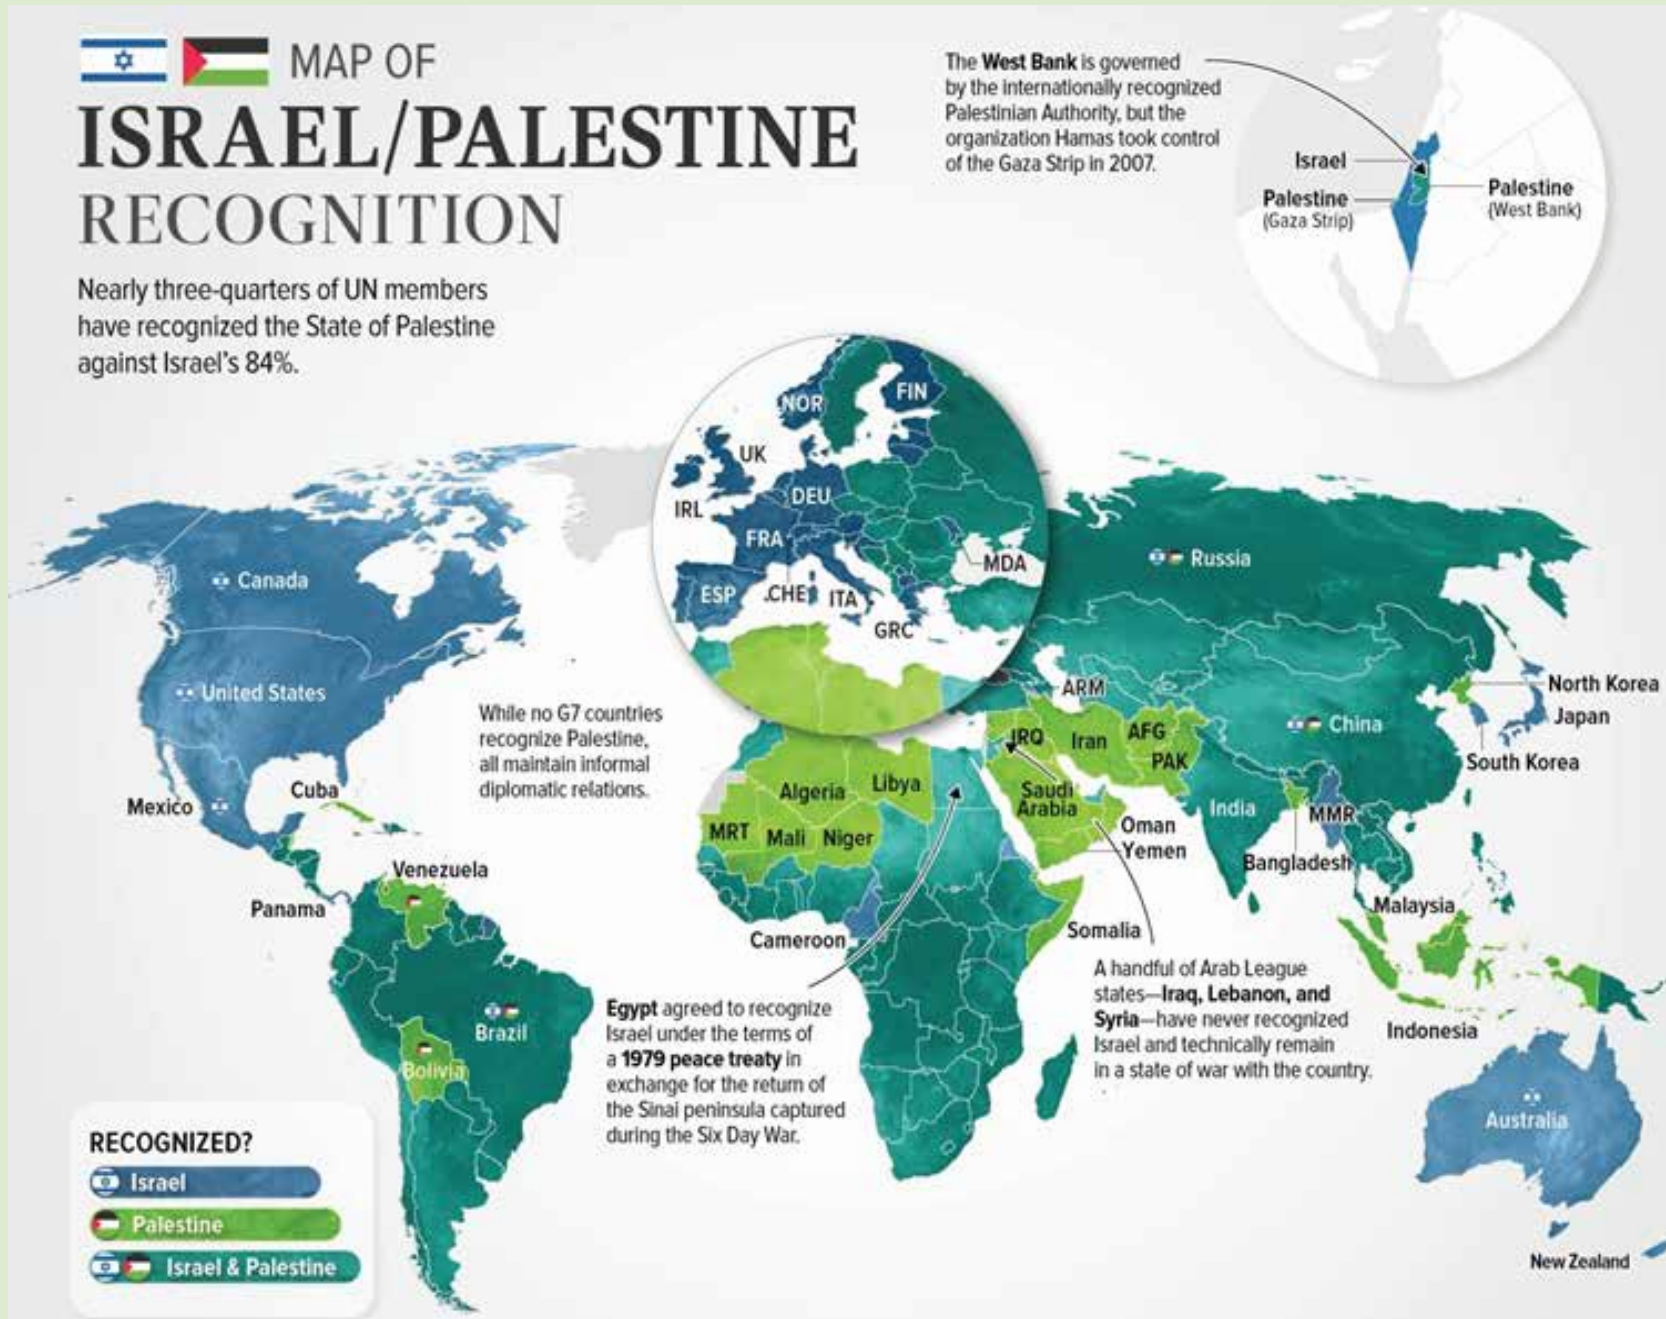 MAP OF
ISRAEL/PALESTINE
RECOGNITION
Nearly three-quarters of UN members
have recognized the State of Palestine
against Israel's 84%.
The West Bank is governed
by the internationally recognized
Palestinian Authority, but the
organization Hamas took control
of the Gaza Strip in 2007.
Israel
Palestine
(Gaza Strip)
Palestine
(West Bank)
NOR
FIN
UK
IRL
DEU
FRA
MDA
ESP
CHE
ITA
GRC
Canada
United States
Mexico
Cuba
Venezuela
Panama
Brazil
Bolivia
While no G7 countries
recognize Palestine,
all maintain informal
diplomatic relations.
Russia
ARM
North Korea
Japan
China
South Korea
IRQ
Iran
AFG
PAK
Algeria
Libya
Saudi
Arabia
India
MMR
MRT
Mali
Niger
Oman
Yemen
Bangladesh
Malaysia
Cameroon
Somalia
Indonesia
Egypt agreed to recognize
Israel under the terms of
a 1979 peace treaty in
exchange for the return of
the Sinai peninsula captured
during the Six Day War.
A handful of Arab League
states—Iraq, Lebanon, and
Syria—have never recognized
Israel and technically remain
in a state of war with the country.
Australia
New Zealand
RECOGNIZED?
Israel
Palestine
Israel & Palestine